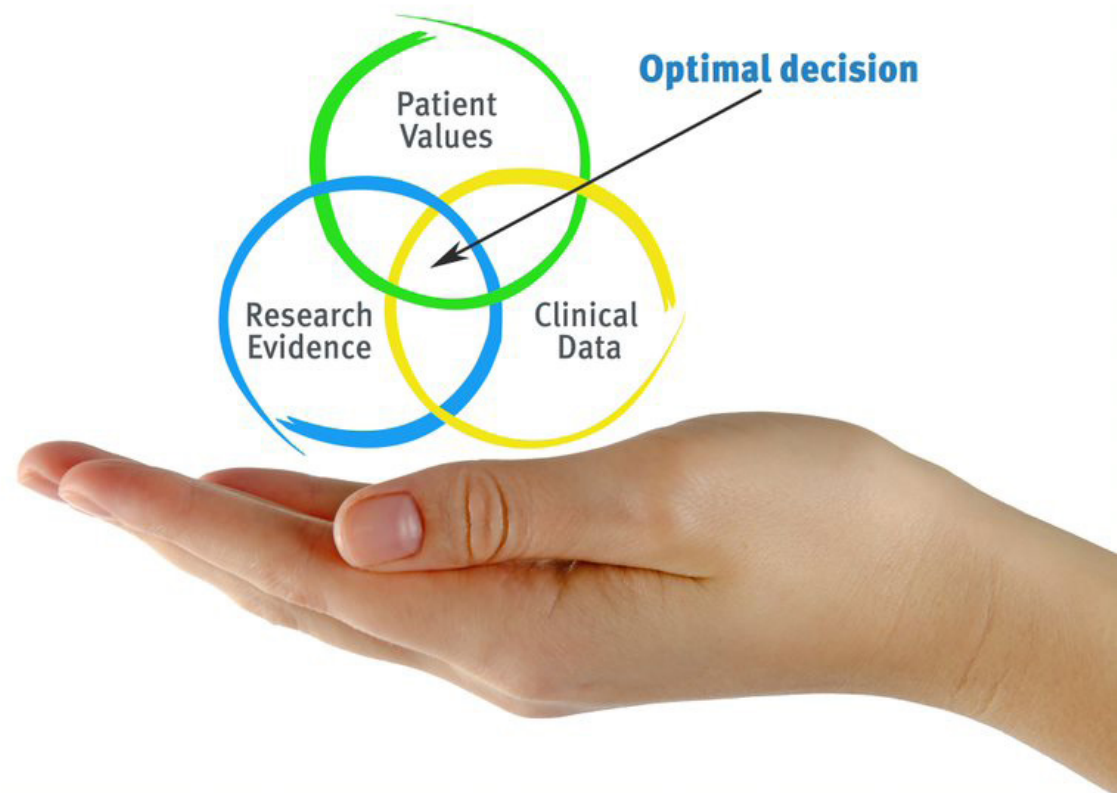 Optimal decision
Patient
Values
Research
Evidence
Clinical
Data